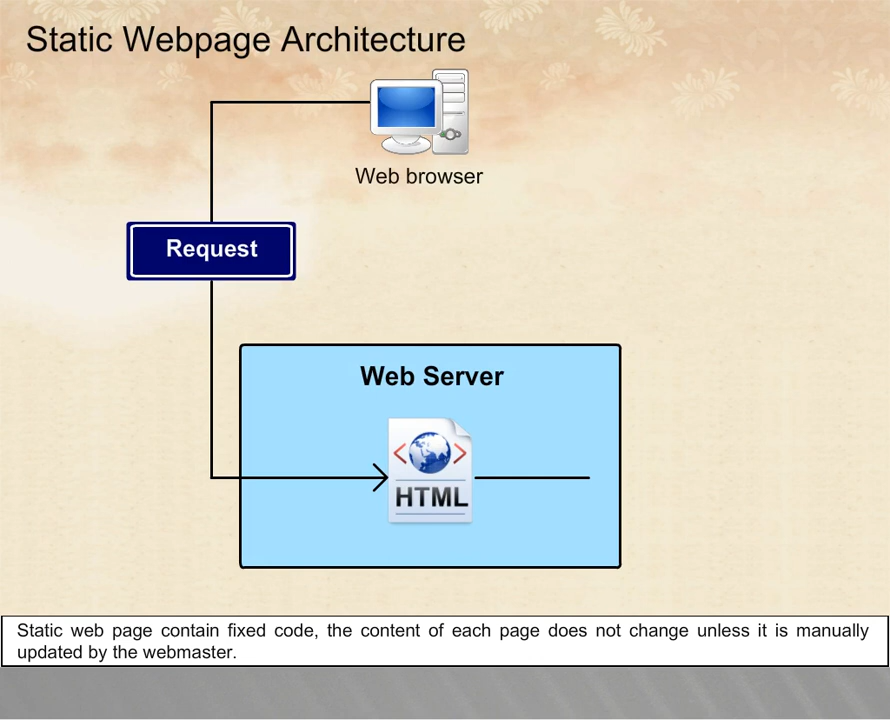 Static Webpage Architecture
Web browser
Request
Web Server
< >
HTML
Static web page contain fixed code, the content of each page does not change unless it is manually
updated by the webmaster.